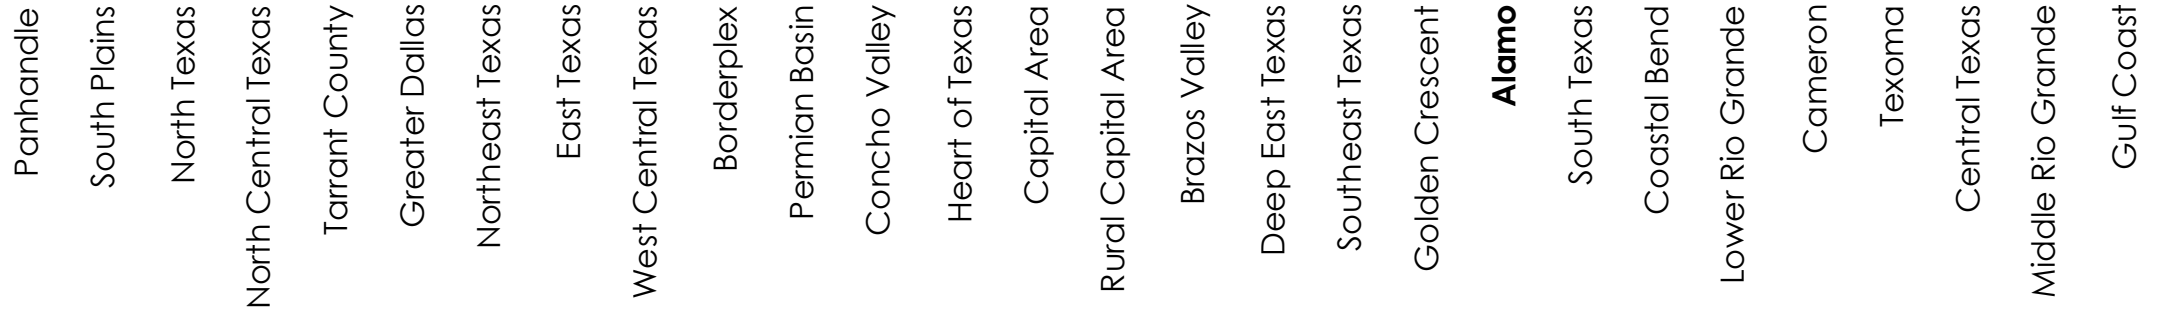 Panhandle
South Plains
North Texas
North Central Texas
Tarrant County
Greater Dallas
Northeast Texas
East Texas
West Central Texas
Borderplex
Permian Basin
Concho Valley
Heart of Texas
Capital Area
Rural Capital Area
Brazos Valley
Deep East Texas
Southeast Texas
Golden Crescent
Alamo
South Texas
Coastal Bend
Lower Rio Grande
Cameron
Texoma
Central Texas
Middle Rio Grande
Gulf Coast